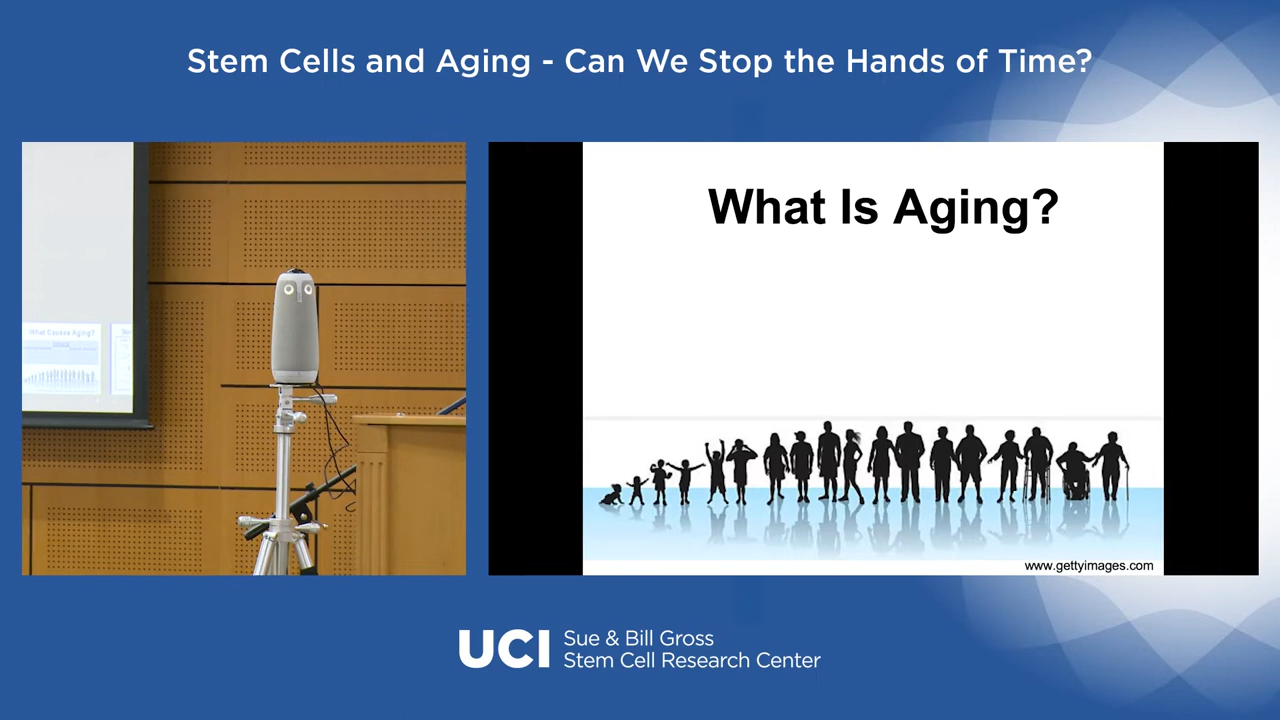 Stem Cells and Aging - Can We Stop the Hands of Time?
What Causes Aging?
What Is Aging?
www.gettyimages.com
UCI
Sue & Bill Gross
Stem Cell Research Center